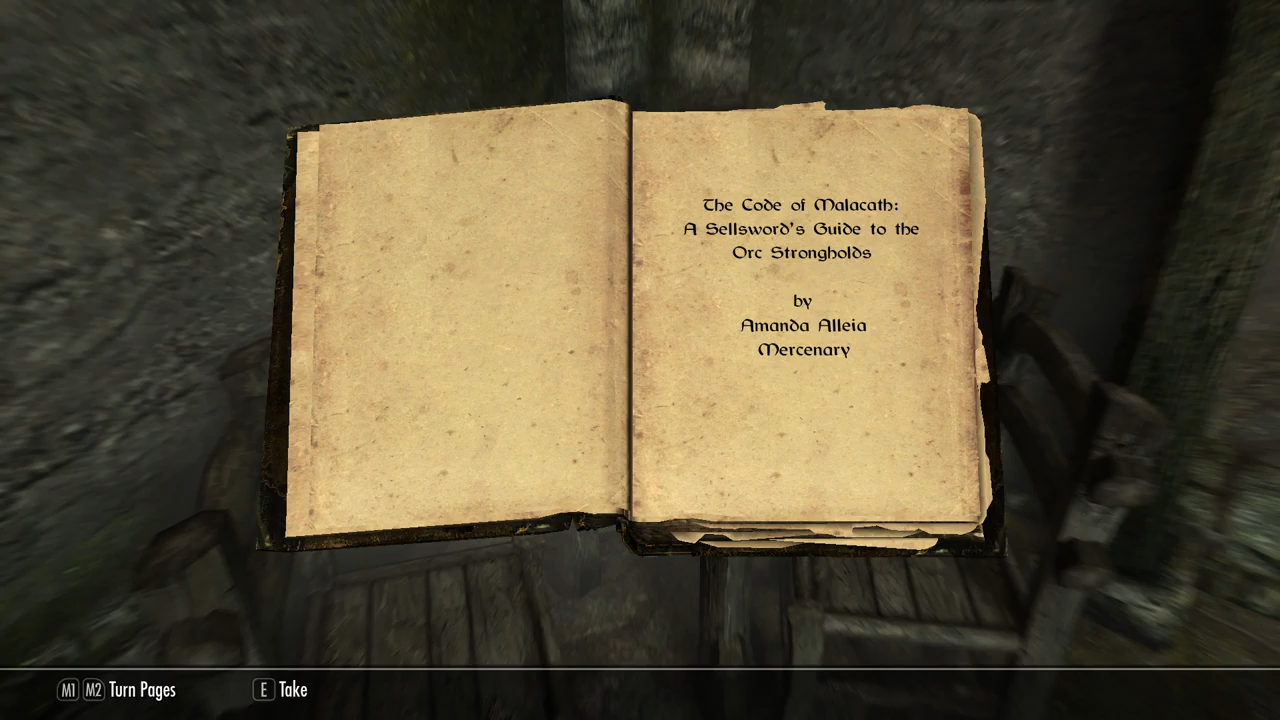 The Code of Malacath:
A Sellsword's Guide to the
Orc Strongholds
by
Amanda Alleia
Mercenary
M1 M2 Turn Pages
E Take